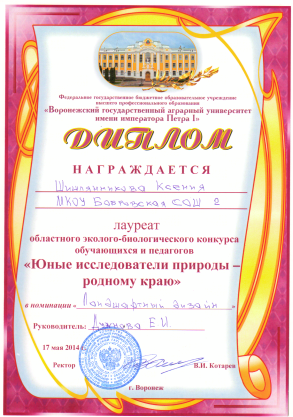 Федеральное государственное бюджетное образовательное учреждение
высшего профессионального образования
«Воронежский государственный аграрный университет
имени императора Петра I»
ДИПЛОМ
НАГРАЖДАЕТСЯ
Шишлянникова Ксения
МКОУ Бобровская СОШ 2
лауреат
областного эколого-биологического конкурса
обучающихся и педагогов
«Юные исследователи природы –
родному краю»
в номинации «Ландшафтный дизайн»
Руководитель: Е.И.
17 мая 2014
Ректор В.И. Котарев
г. Воронеж